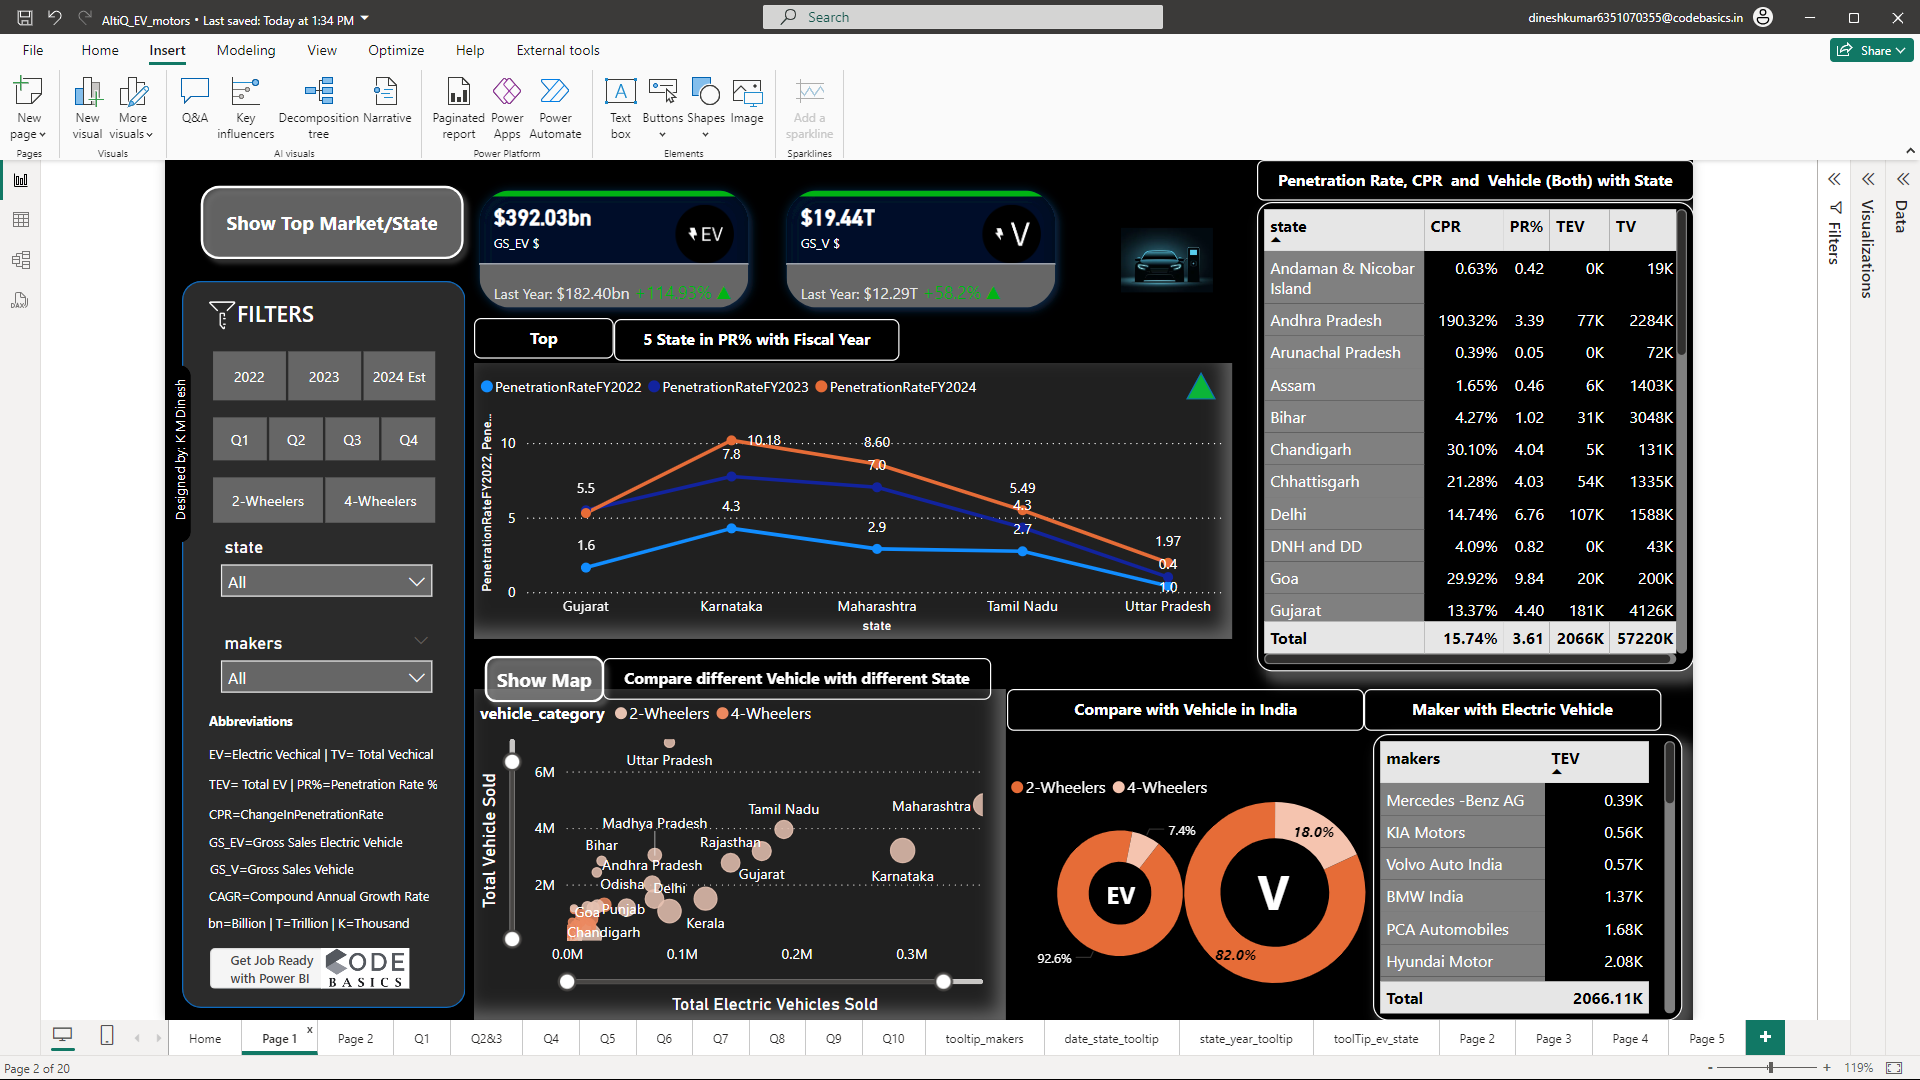 AltiQ_EV_motors • Last saved: Today at 1:34 PM
Search
dineshkumar6351070355@codebasics.in
File Home Insert Modeling View Optimize Help External tools
Share
New page
New visual
More visuals
Q&A
Key influencers
Decomposition tree
Narrative
Paginated report
Power Apps
Power Automate
Text box
Buttons
Shapes
Image
Add a sparkline
Pages
Visuals
AI visuals
Power Platform
Elements
Sparklines
Show Top Market/State
$392.03bn
GS_EV $
EV
Last Year: $182.40bn +114.93%
$19.44T
GS_V $
V
Last Year: $12.29T +58.2%
Designed by: K M Dinesh
FILTERS
2022 2023 2024 Est
Q1 Q2 Q3 Q4
2-Wheelers 4-Wheelers
state
All
makers
All
Abbreviations
EV=Electric Vechical | TV= Total Vechical
TEV= Total EV | PR%=Penetration Rate %
CPR=ChangeInPenetrationRate
GS_EV=Gross Sales Electric Vehicle
GS_V=Gross Sales Vehicle
CAGR=Compound Annual Growth Rate
bn=Billion | T=Trillion | K=Thousand
Get Job Ready
with Power BI
CODE
BASICS
Top
5 State in PR% with Fiscal Year
PenetrationRateFY2022 PenetrationRateFY2023 PenetrationRateFY2024
PenetrationRateFY2022, Pene...
10
5
0
5.5
1.6
10.18
7.8
4.3
8.60
7.0
2.9
5.49
4.3
2.7
1.97
0.4
1.0
Gujarat Karnataka Maharashtra Tamil Nadu Uttar Pradesh
state
Show Map
Compare different Vehicle with different State
vehicle_category 2-Wheelers 4-Wheelers
Total Vehicle Sold
6M
4M
2M
Uttar Pradesh
Tamil Nadu
Maharashtra
Madhya Pradesh
Bihar
Rajasthan
Andhra Pradesh
Gujarat
Karnataka
Odisha
Delhi
Goa
Punjab
Kerala
Chandigarh
0.0M 0.1M 0.2M 0.3M
Total Electric Vehicles Sold
Penetration Rate, CPR and Vehicle (Both) with State
state CPR PR% TEV TV
Andaman & Nicobar Island 0.63% 0.42 0K 19K
Andhra Pradesh 190.32% 3.39 77K 2284K
Arunachal Pradesh 0.39% 0.05 0K 72K
Assam 1.65% 0.46 6K 1403K
Bihar 4.27% 1.02 31K 3048K
Chandigarh 30.10% 4.04 5K 131K
Chhattisgarh 21.28% 4.03 54K 1335K
Delhi 14.74% 6.76 107K 1588K
DNH and DD 4.09% 0.82 0K 43K
Goa 29.92% 9.84 20K 200K
Gujarat 13.37% 4.40 181K 4126K
Total 15.74% 3.61 2066K 57220K
Compare with Vehicle in India
2-Wheelers 4-Wheelers
7.4%
EV
92.6%
18.0%
V
82.0%
Maker with Electric Vehicle
makers TEV
Mercedes -Benz AG 0.39K
KIA Motors 0.56K
Volvo Auto India 0.57K
BMW India 1.37K
PCA Automobiles 1.68K
Hyundai Motor 2.08K
Total 2066.11K
Filters
Visualizations
Data
DAX
Home Page 1 x Page 2 Q1 Q2&3 Q4 Q5 Q6 Q7 Q8 Q9 Q10 tooltip_makers date_state_tooltip state_year_tooltip toolTip_ev_state Page 2 Page 3 Page 4 Page 5 +
Page 2 of 20
- + 119%